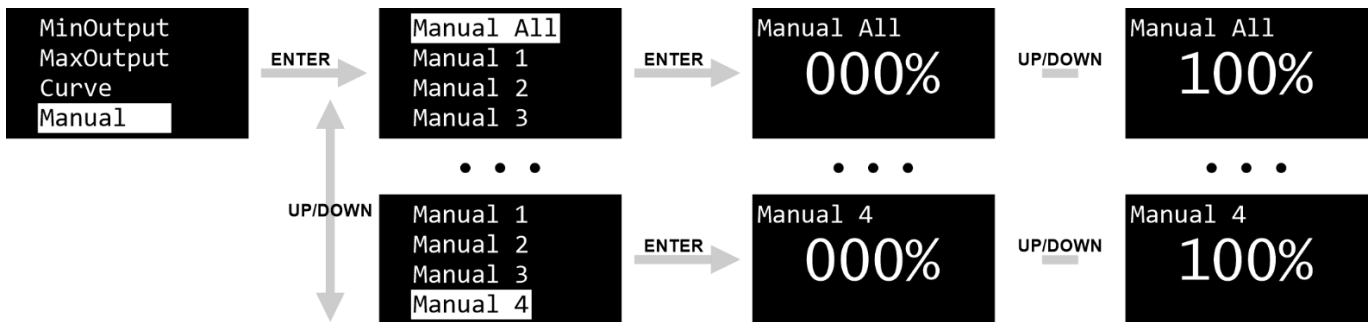 MinOutput
MaxOutput
Curve
Manual
ENTER
Manual All
Manual 1
Manual 2
Manual 3
ENTER
Manual All
000%
UP/DOWN
Manual All
100%
UP/DOWN
Manual 1
Manual 2
Manual 3
Manual 4
ENTER
Manual 4
000%
UP/DOWN
Manual 4
100%